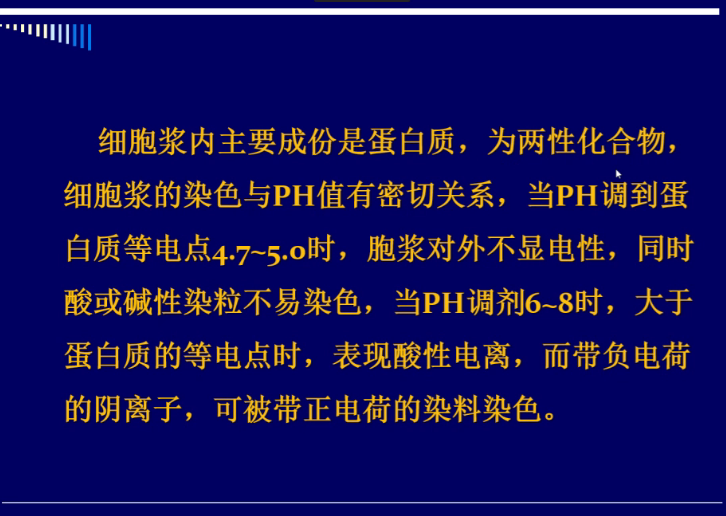 细胞浆内主要成份是蛋白质，为两性化合物，
细胞浆的染色与PH值有密切关系，当PH调到蛋
白质等电点4.7~5.0时，胞浆对外不显电性，同时
酸或碱性染粒不易染色，当PH调剂6~8时，大于
蛋白质的等电点时，表现酸性电离，而带负电荷
的阴离子，可被带正电荷的染料染色。